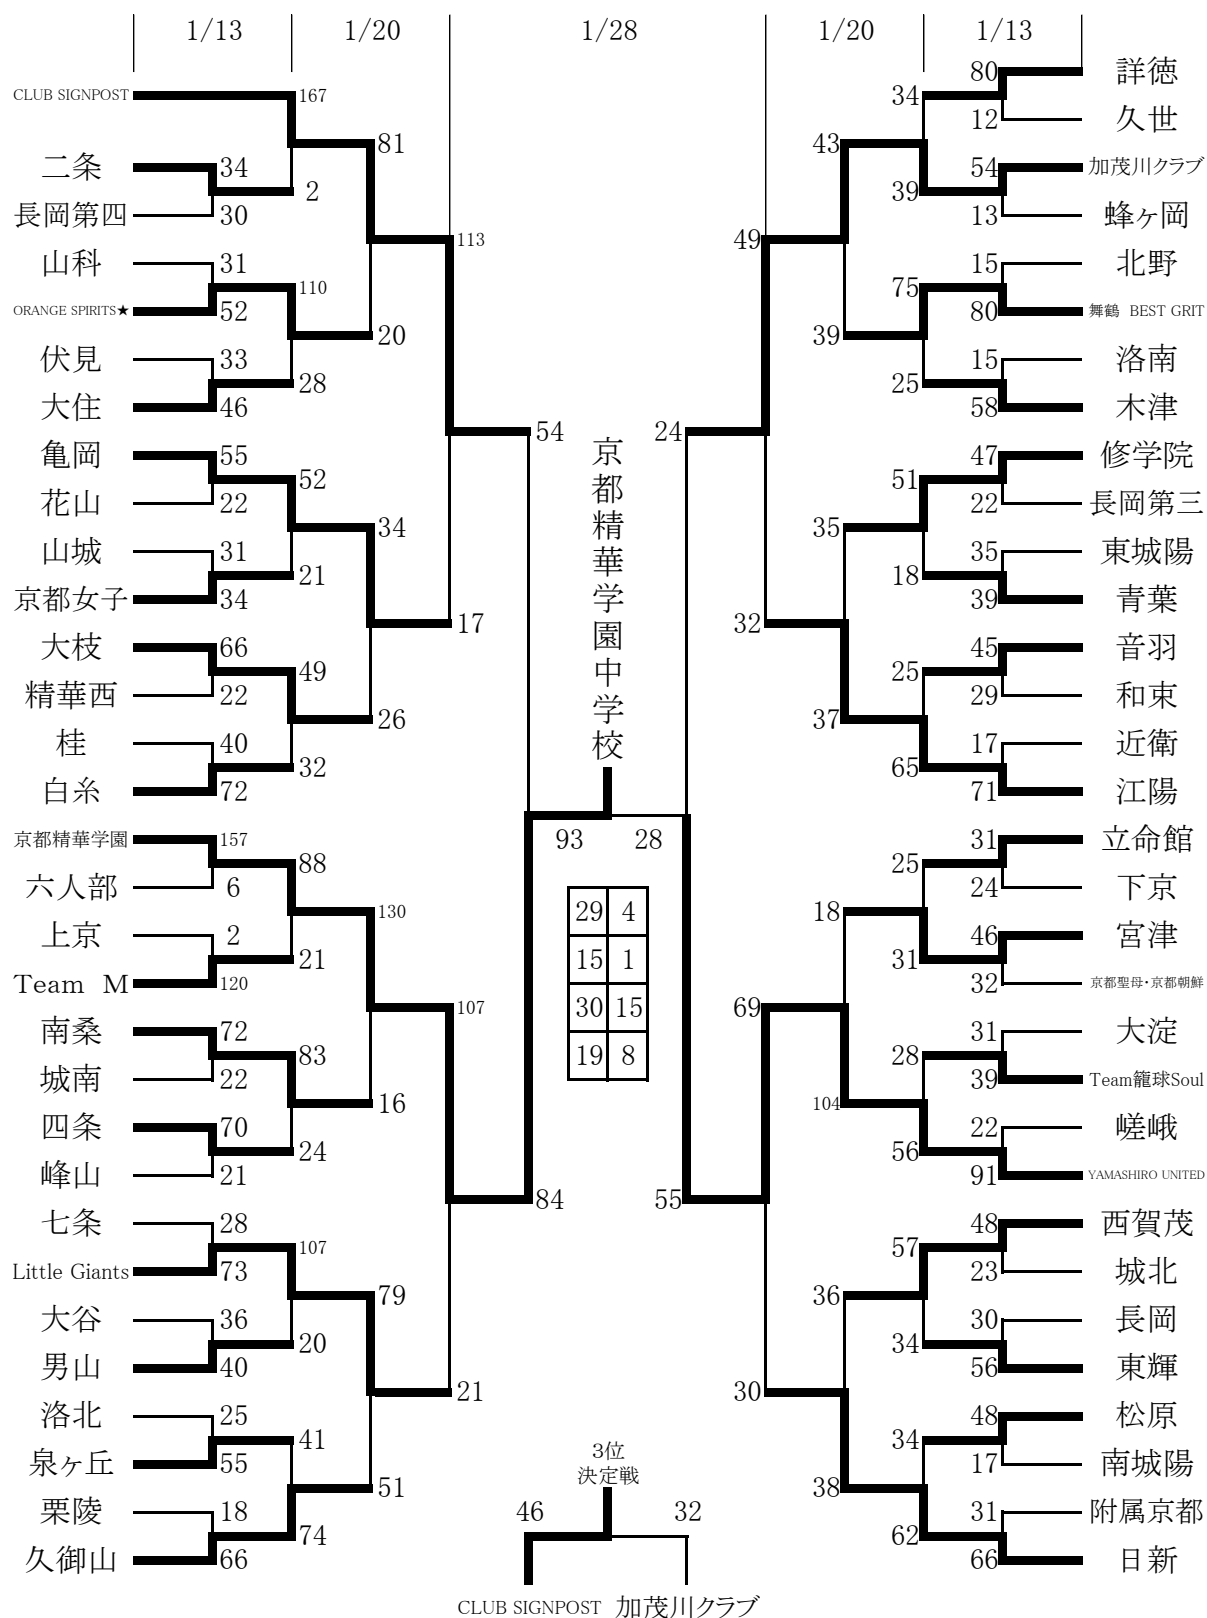 1/13 1/20 1/28 1/20 1/13
CLUB SIGNPOST 167
81
二条 34
2
長岡第四 30
113
山科 31
110
ORANGE SPIRITS★ 52
20
伏見 33
28
大住 46
54
亀岡 55
52
花山 22
34
山城 31
21
京都女子 34
17
大枝 66
49
精華西 22
26
桂 40
32
白糸 72
京都精華学園 157
88
六人部 6
130
上京 2
21
Team M 120
107
南桑 72
83
城南 22
16
四条 70
24
峰山 21
84
七条 28
107
Little Giants 73
79
大谷 36
20
男山 40
21
洛北 25
41
泉ヶ丘 55
51
栗陵 18
74
久御山 66
京都精華学園中学校
93 28
29 4
15 1
30 15
19 8
3位
決定戦
46 32
CLUB SIGNPOST 加茂川クラブ
80 詳徳
34
12 久世
43
54 加茂川クラブ
39
13 蜂ヶ岡
49
15 北野
75
80 舞鶴 BEST GRIT
39
15 洛南
25
58 木津
24
47 修学院
51
22 長岡第三
35
35 東城陽
18
39 青葉
32
45 音羽
25
29 和束
37
17 近衛
65
71 江陽
31 立命館
25
24 下京
18
46 宮津
31
32 京都聖母・京都朝鮮
69
31 大淀
28
39 Team籠球Soul
104
22 嵯峨
56
91 YAMASHIRO UNITED
55
48 西賀茂
57
23 城北
36
30 長岡
34
56 東輝
30
48 松原
34
17 南城陽
38
31 附属京都
62
66 日新